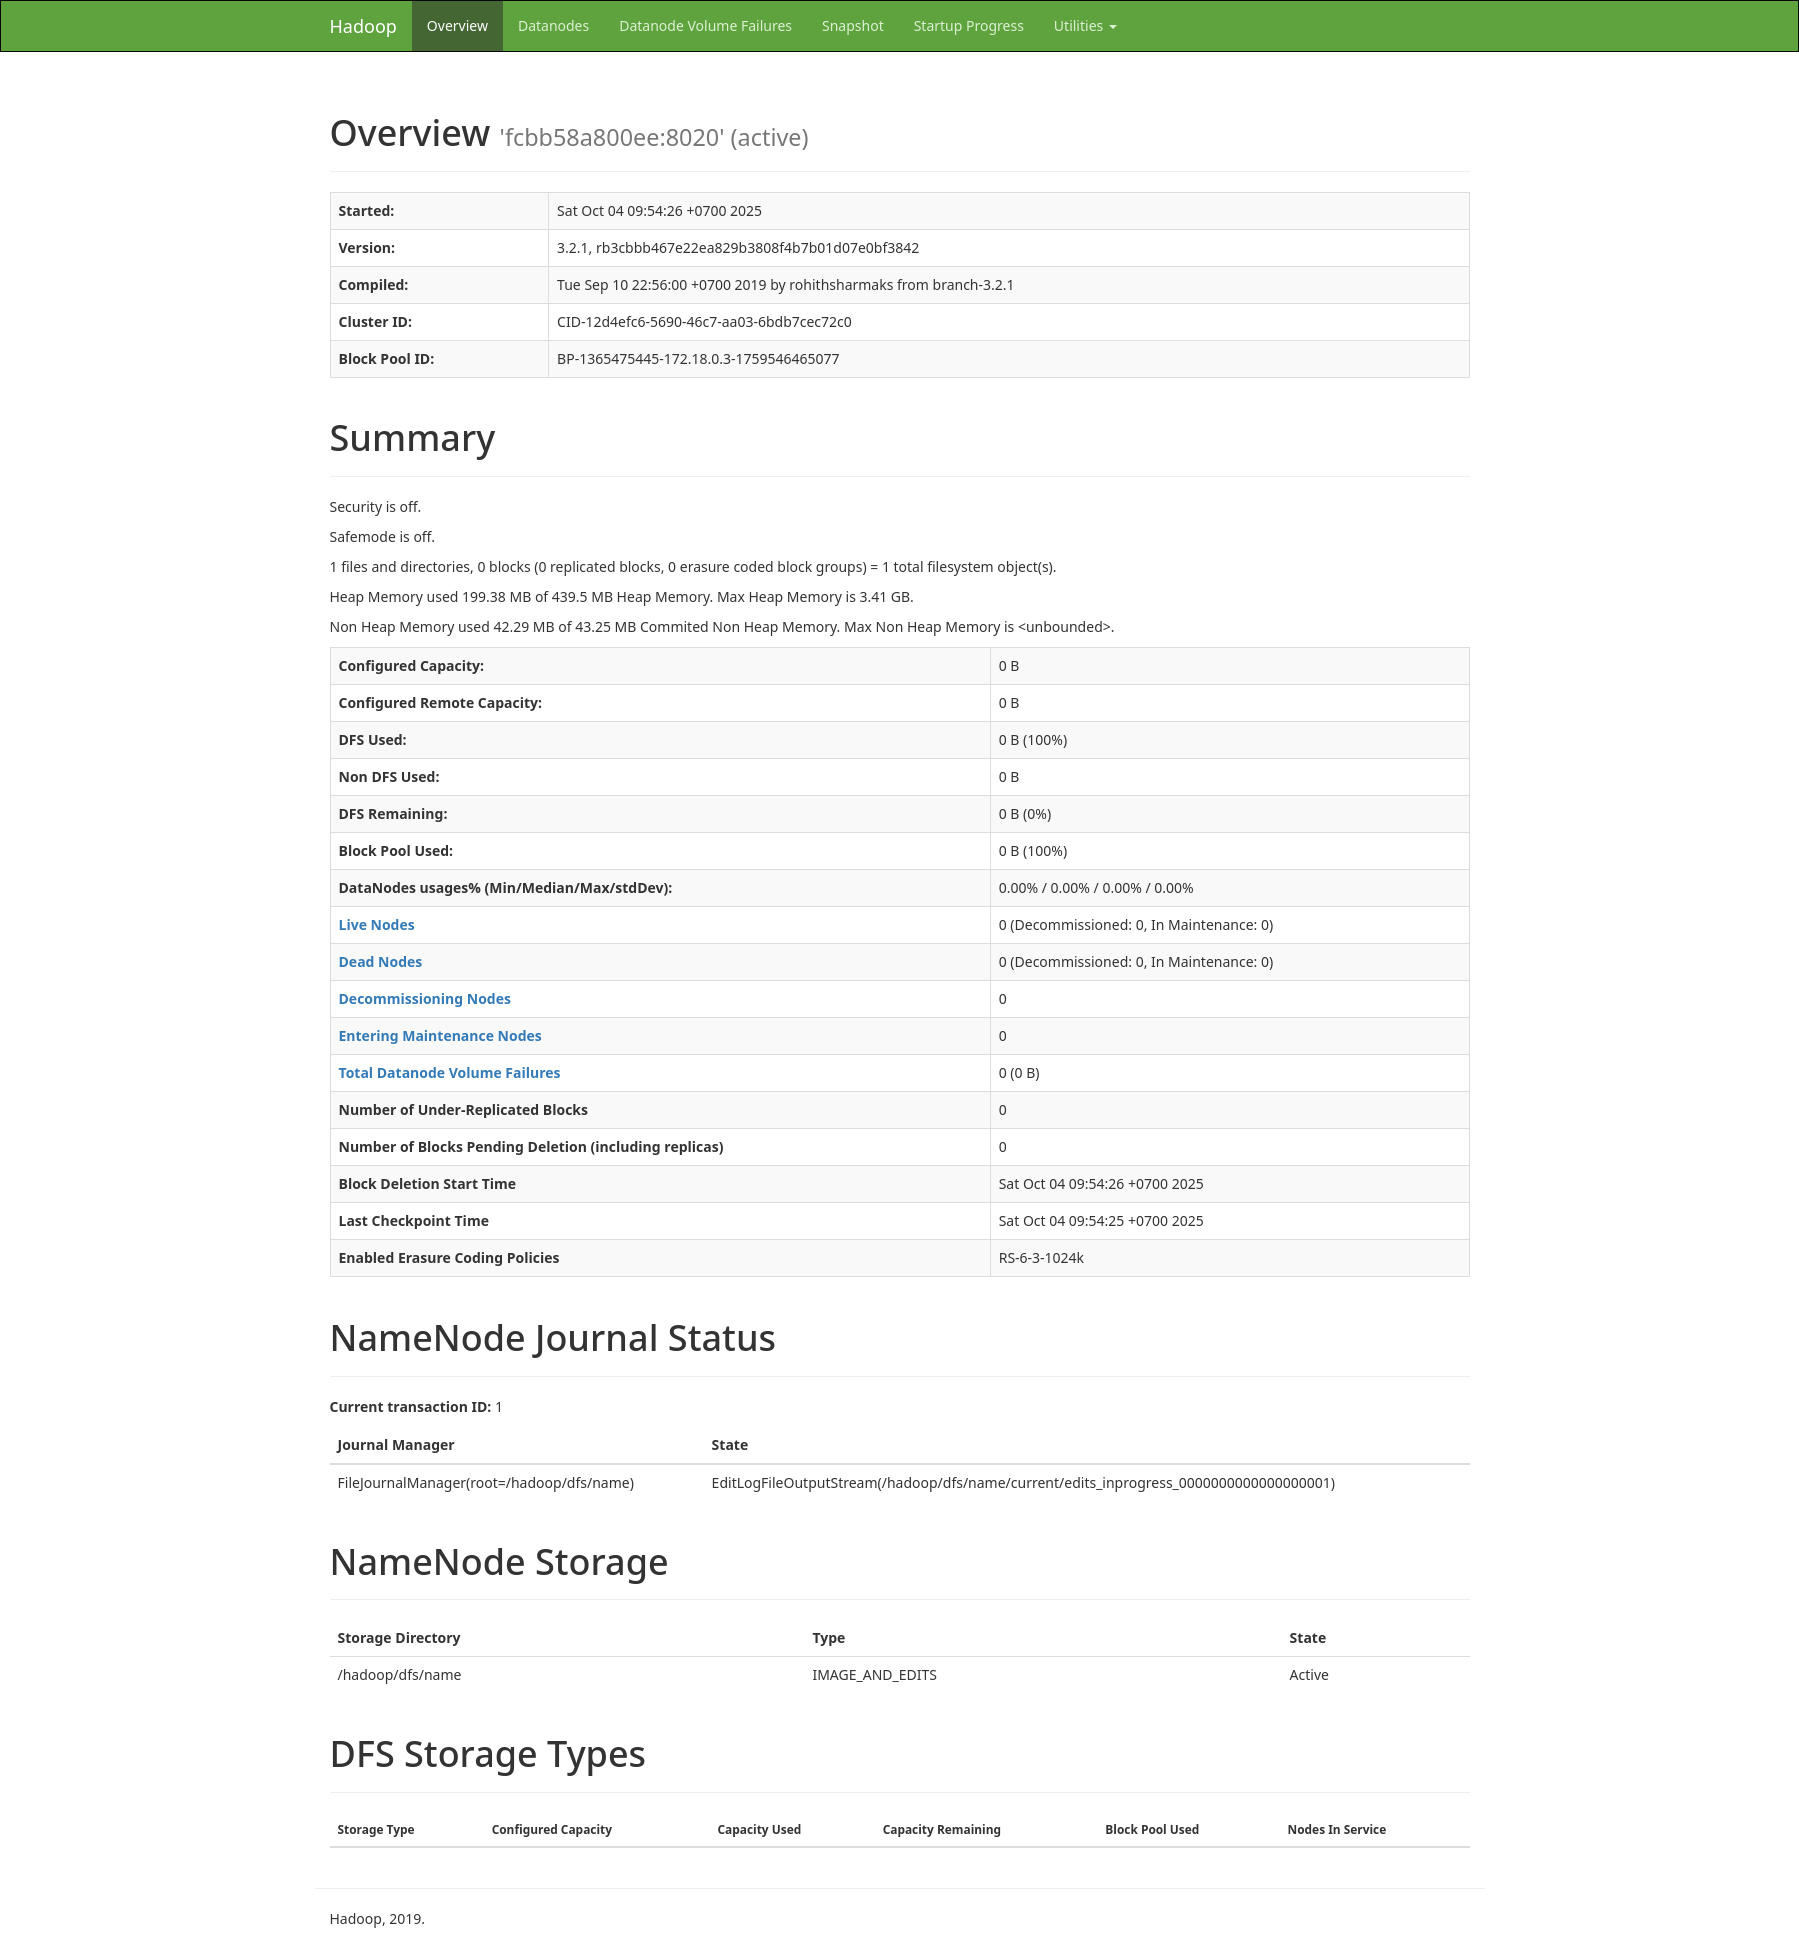 Hadoop Overview Datanodes Datanode Volume Failures Snapshot Startup Progress Utilities
Overview 'fcbb58a800ee:8020' (active)
Started: Sat Oct 04 09:54:26 +0700 2025
Version: 3.2.1, rb3cbbb467e22ea829b3808f4b7b01d07e0bf3842
Compiled: Tue Sep 10 22:56:00 +0700 2019 by rohithsharmaks from branch-3.2.1
Cluster ID: CID-12d4efc6-5690-46c7-aa03-6bdb7cec72c0
Block Pool ID: BP-1365475445-172.18.0.3-1759546465077
Summary
Security is off.
Safemode is off.
1 files and directories, 0 blocks (0 replicated blocks, 0 erasure coded block groups) = 1 total filesystem object(s).
Heap Memory used 199.38 MB of 439.5 MB Heap Memory. Max Heap Memory is 3.41 GB.
Non Heap Memory used 42.29 MB of 43.25 MB Commited Non Heap Memory. Max Non Heap Memory is <unbounded>.
Configured Capacity: 0 B
Configured Remote Capacity: 0 B
DFS Used: 0 B (100%)
Non DFS Used: 0 B
DFS Remaining: 0 B (0%)
Block Pool Used: 0 B (100%)
DataNodes usages% (Min/Median/Max/stdDev): 0.00% / 0.00% / 0.00% / 0.00%
Live Nodes 0 (Decommissioned: 0, In Maintenance: 0)
Dead Nodes 0 (Decommissioned: 0, In Maintenance: 0)
Decommissioning Nodes 0
Entering Maintenance Nodes 0
Total Datanode Volume Failures 0 (0 B)
Number of Under-Replicated Blocks 0
Number of Blocks Pending Deletion (including replicas) 0
Block Deletion Start Time Sat Oct 04 09:54:26 +0700 2025
Last Checkpoint Time Sat Oct 04 09:54:25 +0700 2025
Enabled Erasure Coding Policies RS-6-3-1024k
NameNode Journal Status
Current transaction ID: 1
Journal Manager State
FileJournalManager(root=/hadoop/dfs/name) EditLogFileOutputStream(/hadoop/dfs/name/current/edits_inprogress_0000000000000000001)
NameNode Storage
Storage Directory Type State
/hadoop/dfs/name IMAGE_AND_EDITS Active
DFS Storage Types
Storage Type Configured Capacity Capacity Used Capacity Remaining Block Pool Used Nodes In Service
Hadoop, 2019.